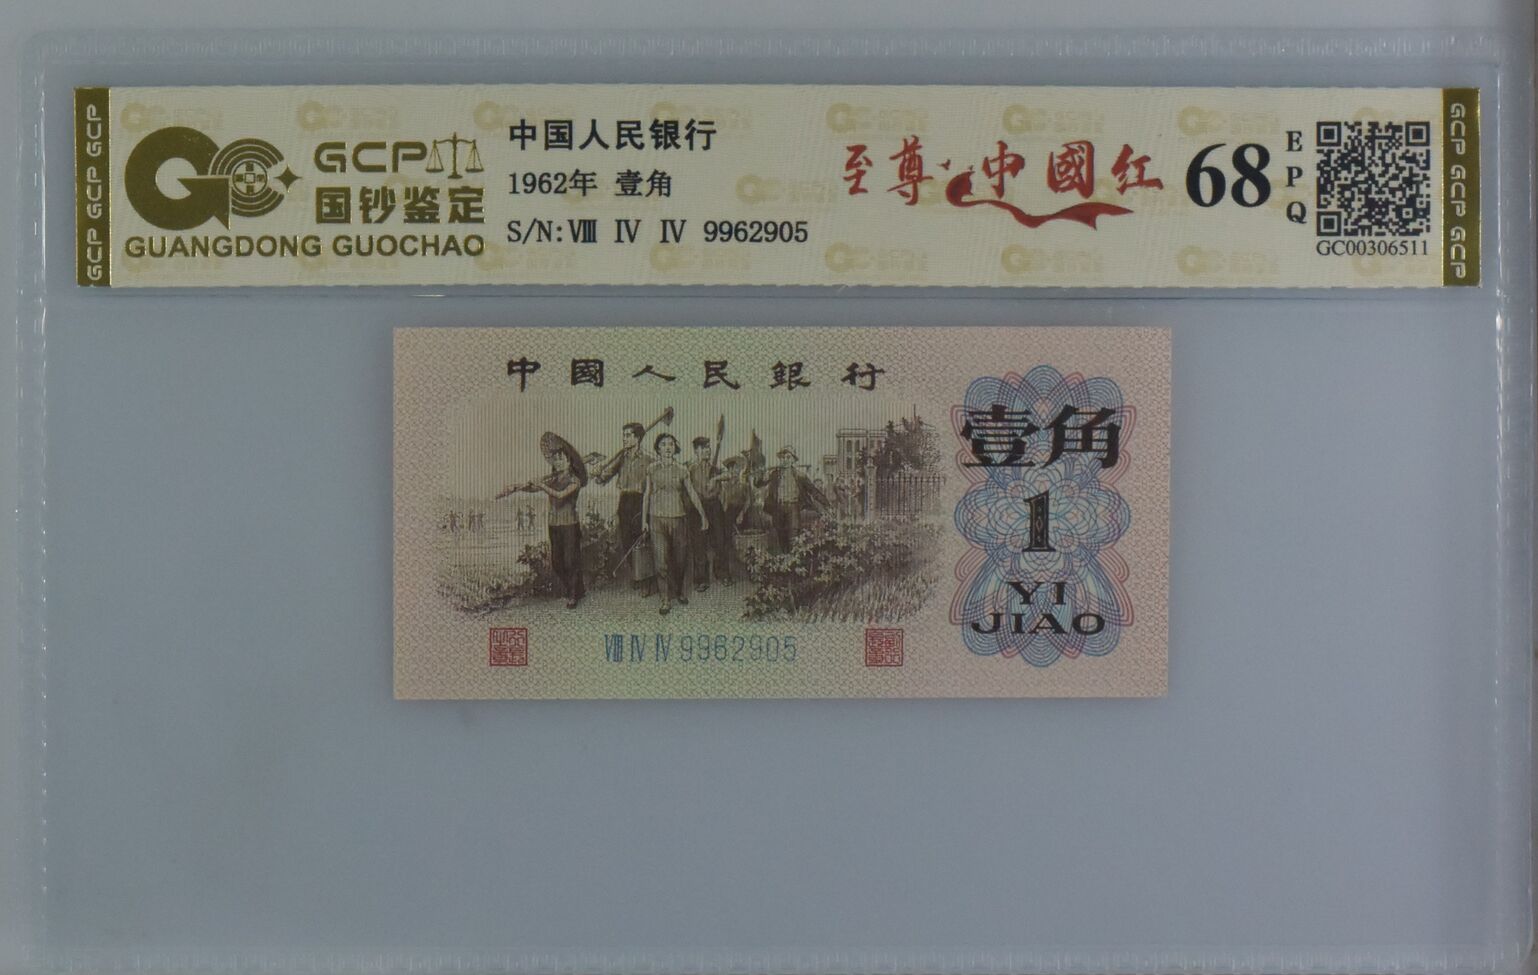 GCP GCP GCP
GCP
国钞鉴定
GUANGDONG GUOCHAO
中国人民银行
1962年 壹角
S/N:Ⅷ Ⅳ Ⅳ 9962905
至尊·中國红
68
EPQ
GC00306511
GCP GCP GCP
中國人民銀行
壹角
1
YI
JIAO
Ⅷ Ⅳ Ⅳ 9962905